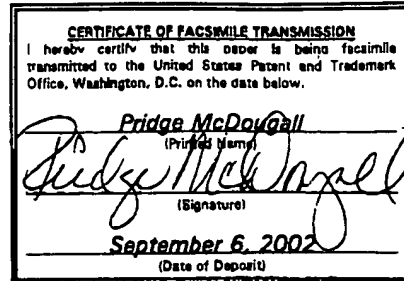 CERTIFICATE OF FACSIMILE TRANSMISSION
I hereby certify that this paper is being facsimile
transmitted to the United States Patent and Trademark
Office, Washington, D.C. on the date below.
Pridge McDougall
(Printed Name)
Pridge McDougall
(Signature)
September 6, 2002
(Date of Deposit)